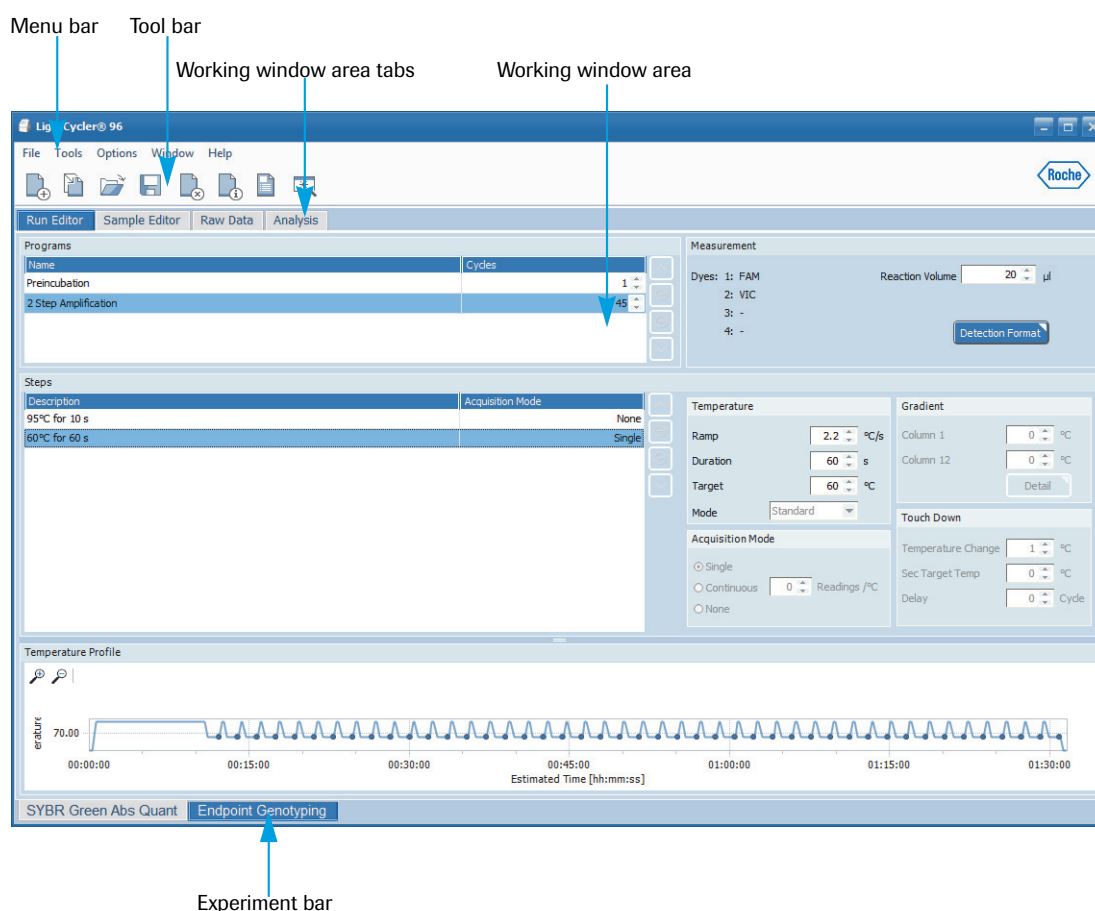 Menu bar Tool bar
Working window area tabs Working window area
LightCycler® 96
File Tools Options Window Help
Roche
Run Editor Sample Editor Raw Data Analysis
Programs
Name Cycles
Preincubation 1
2 Step Amplification 45
Measurement
Dyes: 1: FAM
2: VIC
3: -
4: -
Reaction Volume 20 µl
Detection Format
Steps
Description Acquisition Mode
95°C for 10 s None
60°C for 60 s Single
Temperature
Ramp 2.2 °C/s
Duration 60 s
Target 60 °C
Mode Standard
Acquisition Mode
Single
Continuous 0 Readings /°C
None
Gradient
Column 1 0 °C
Column 12 0 °C
Detail
Touch Down
Temperature Change 1 °C
Sec Target Temp 0 °C
Delay 0 Cycle
Temperature Profile
erature
70.00
00:00:00 00:15:00 00:30:00 00:45:00 01:00:00 01:15:00 01:30:00
Estimated Time [hh:mm:ss]
SYBR Green Abs Quant Endpoint Genotyping
Experiment bar